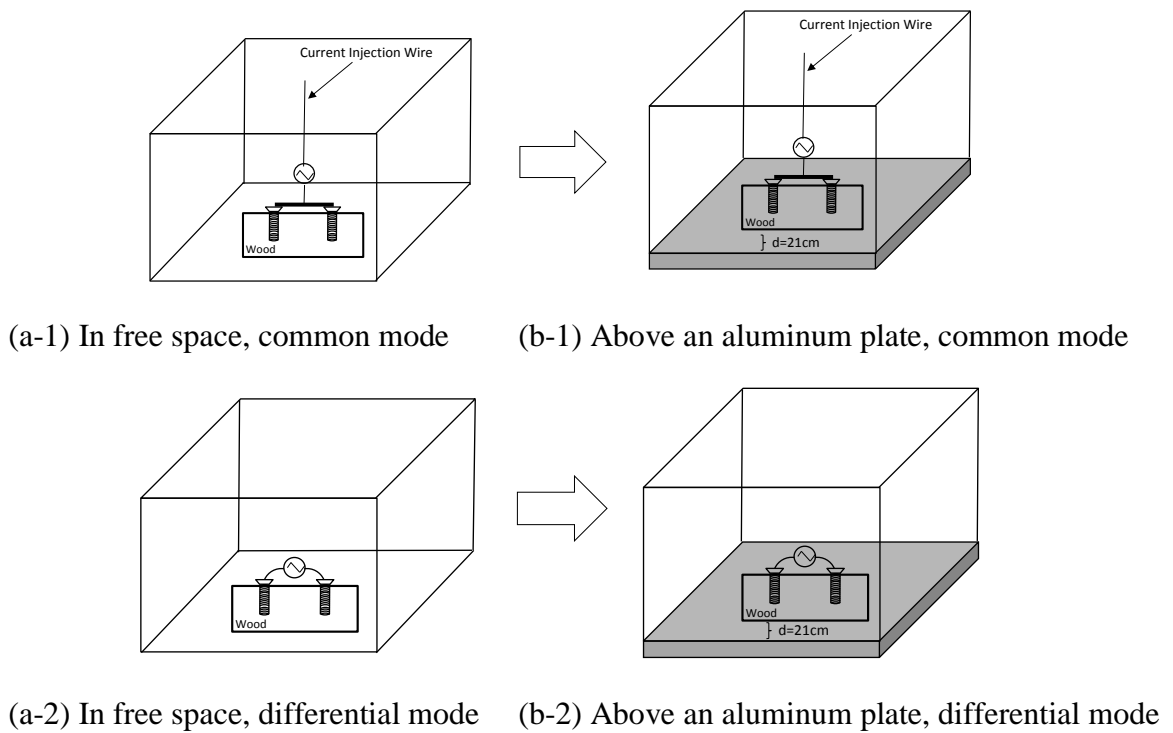 Current Injection Wire
Current Injection Wire
Wood
Wood
d=21cm
(a-1) In free space, common mode
(b-1) Above an aluminum plate, common mode
Wood
Wood
d=21cm
(a-2) In free space, differential mode
(b-2) Above an aluminum plate, differential mode